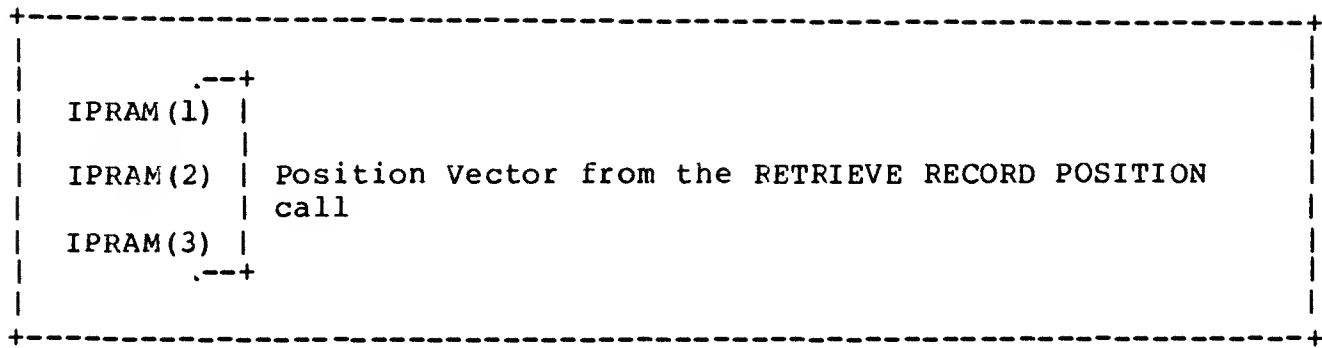 IPRAM(1)
IPRAM(2) Position Vector from the RETRIEVE RECORD POSITION
call
IPRAM(3)